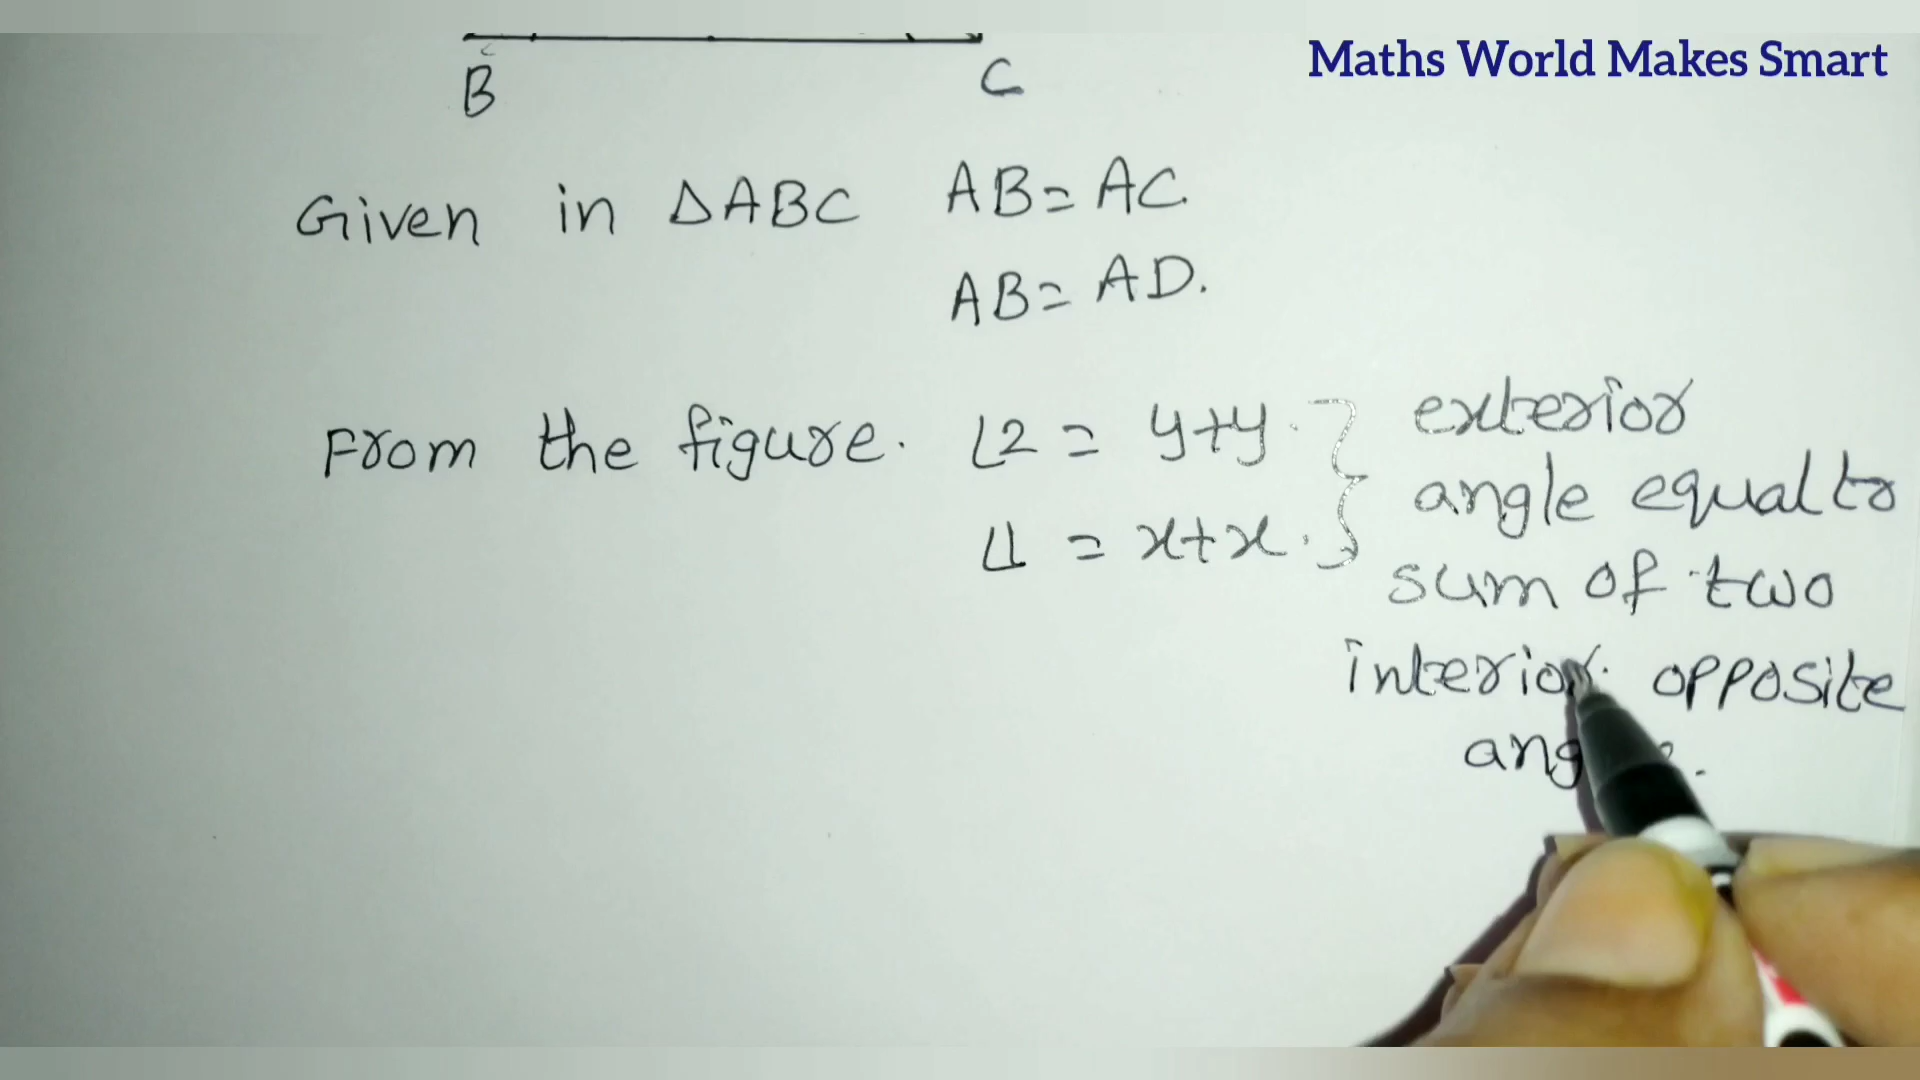 Maths World Makes Smart
B C
Given in ΔABC AB = AC.
AB = AD.
From the figure. ∠2 = y+y. } exterior
angle equal to
∠1 = x+x.
sum of two
interior opposite